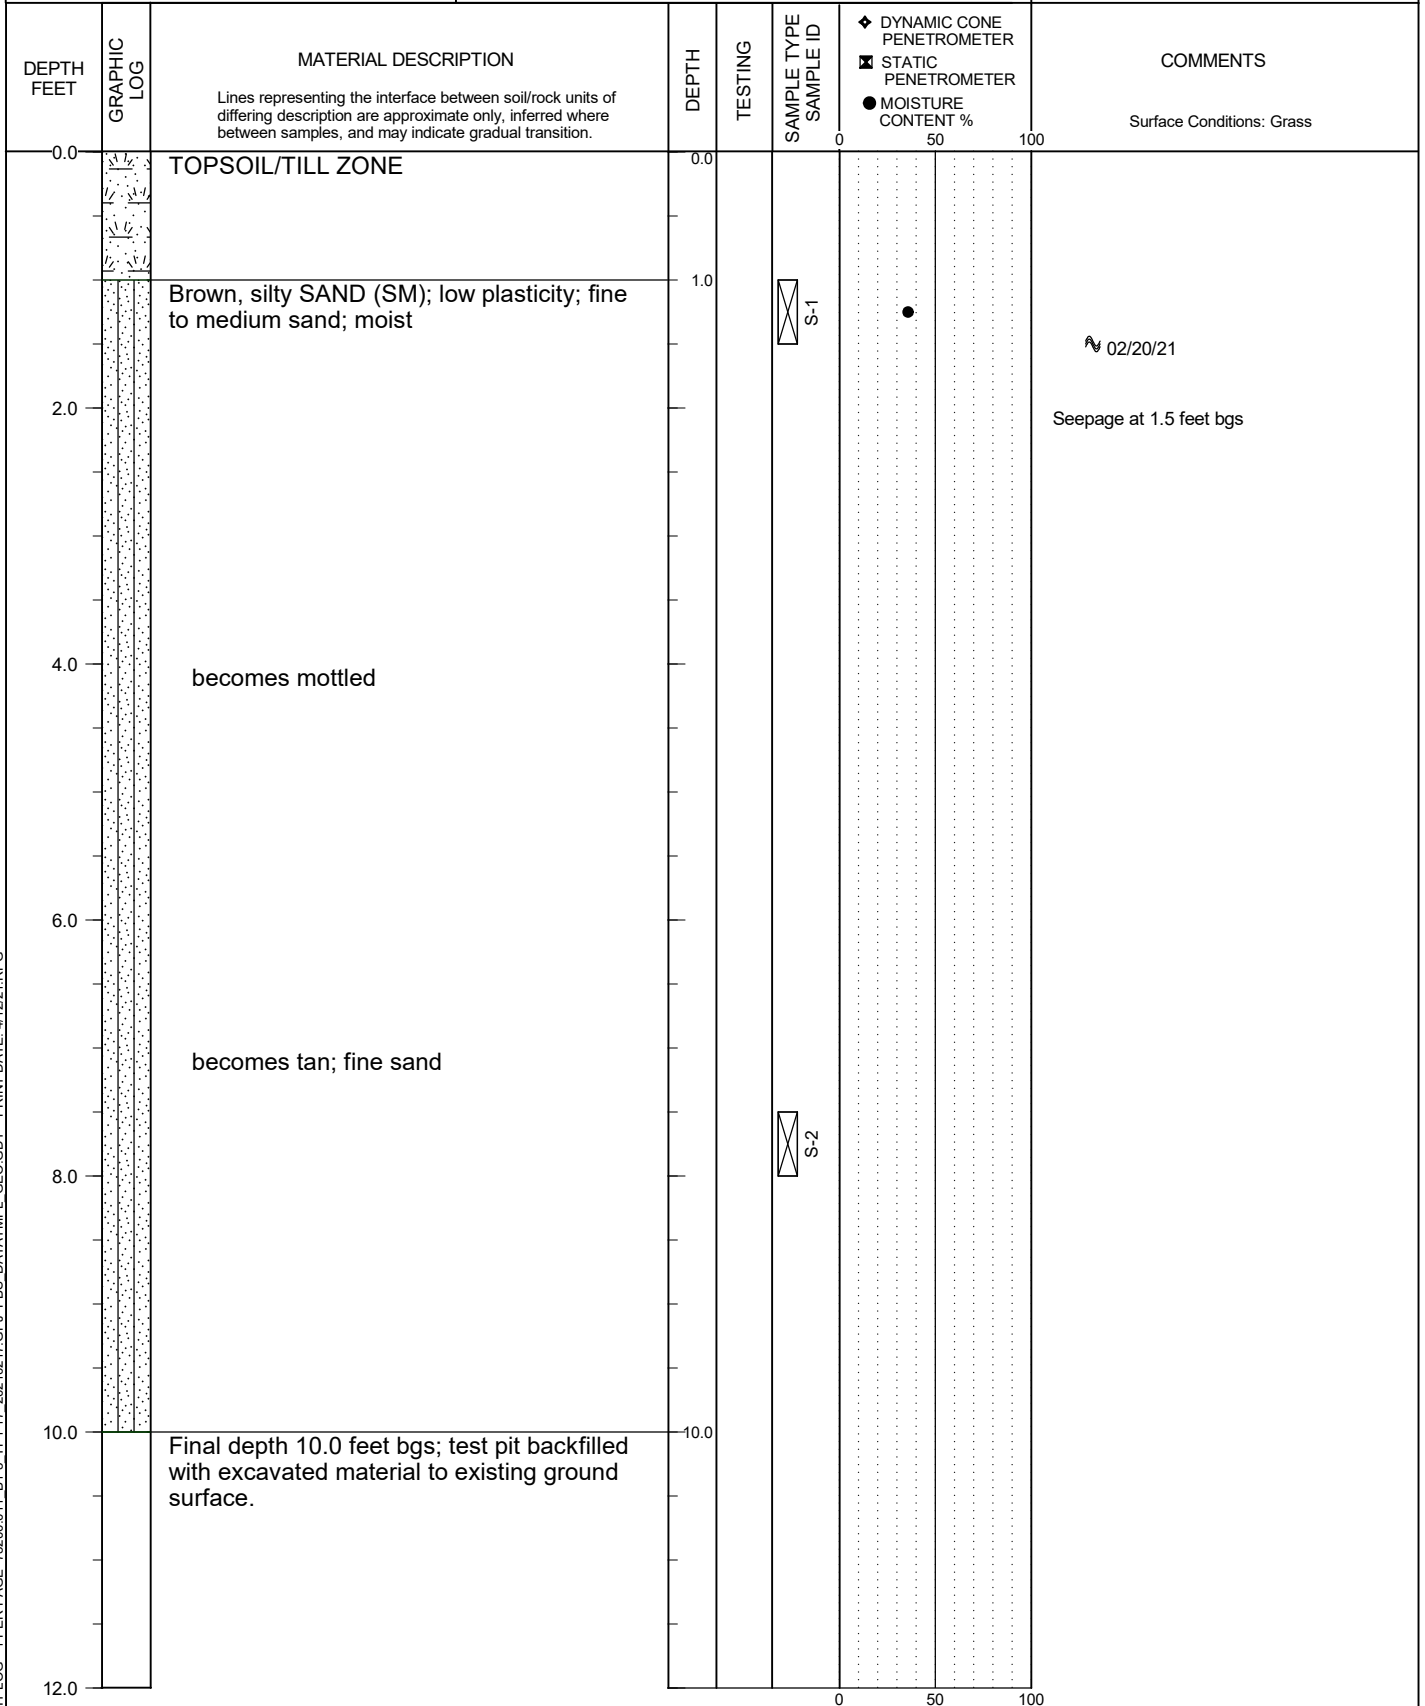 DEPTH
FEET
GRAPHIC
LOG
MATERIAL DESCRIPTION
Lines representing the interface between soil/rock units of
differing description are approximate only, inferred where
between samples, and may indicate gradual transition.
DEPTH
TESTING
SAMPLE TYPE
SAMPLE ID
DYNAMIC CONE
PENETROMETER
STATIC
PENETROMETER
MOISTURE
CONTENT %
0 50 100
COMMENTS
Surface Conditions: Grass
0.0
TOPSOIL/TILL ZONE
0.0
1.0
Brown, silty SAND (SM); low plasticity; fine
to medium sand; moist
S-1
02/20/21
2.0
Seepage at 1.5 feet bgs
4.0
becomes mottled
6.0
becomes tan; fine sand
S-2
8.0
10.0
10.0
Final depth 10.0 feet bgs; test pit backfilled
with excavated material to existing ground
surface.
12.0
0 50 100